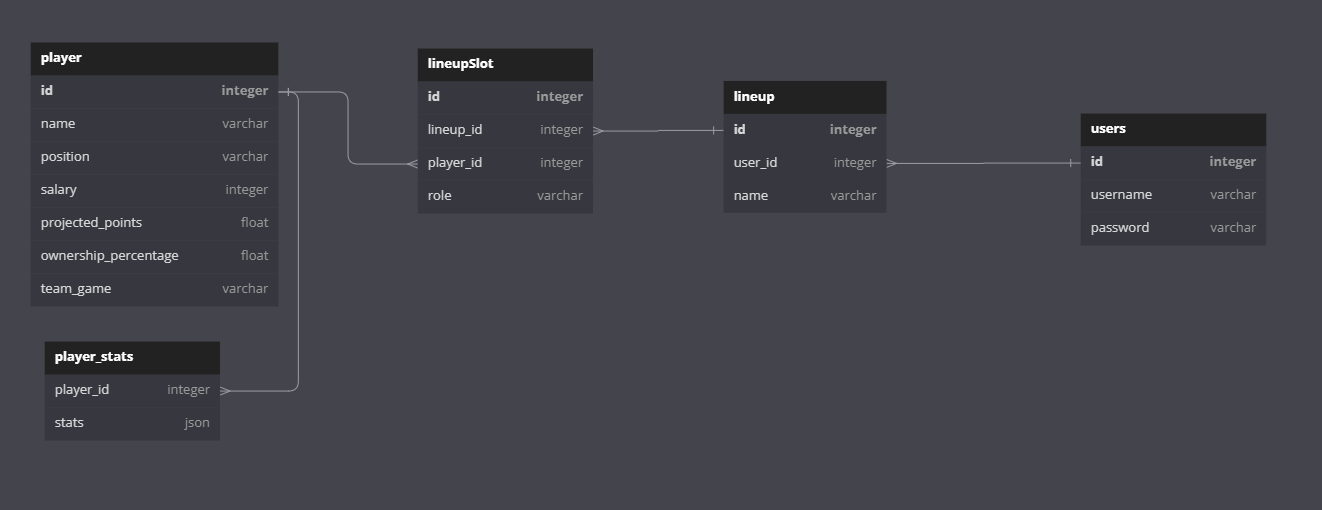 player
id integer
name varchar
position varchar
salary integer
projected_points float
ownership_percentage float
team_game varchar
player_stats
player_id integer
stats json
lineupSlot
id integer
lineup_id integer
player_id integer
role varchar
lineup
id integer
user_id integer
name varchar
users
id integer
username varchar
password varchar